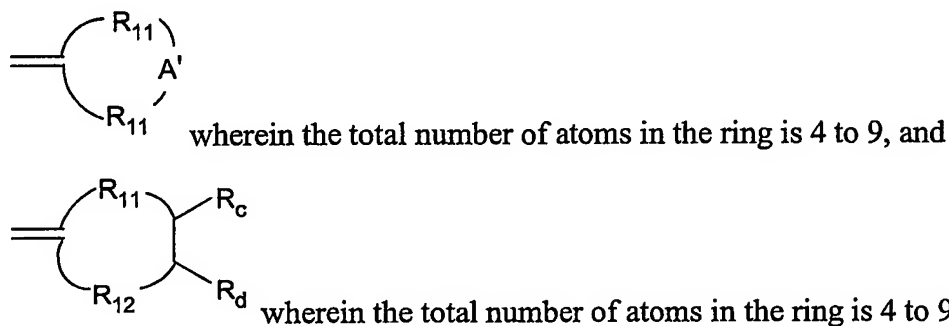 R11
A'
R11 wherein the total number of atoms in the ring is 4 to 9, and
R11 Rc
R12 Rd wherein the total number of atoms in the ring is 4 to 9